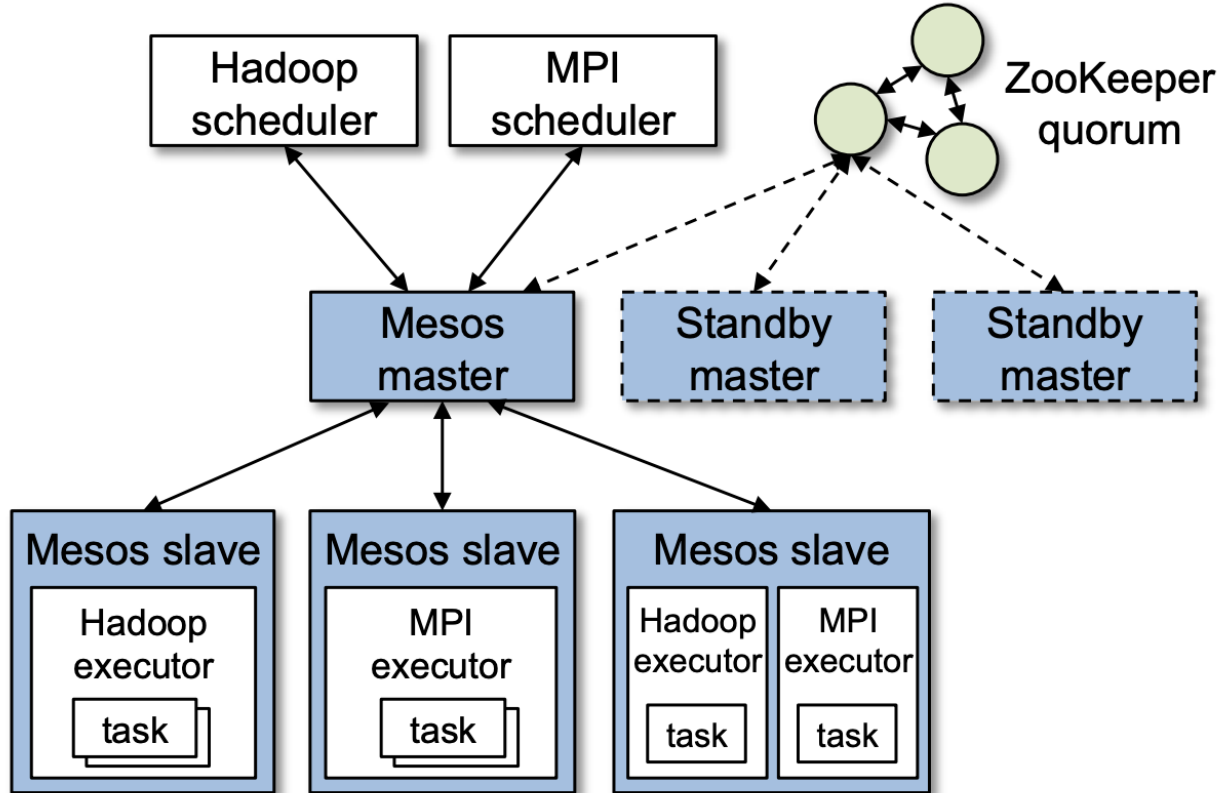 Hadoop
scheduler
MPI
scheduler
ZooKeeper
quorum
Mesos
master
Standby
master
Standby
master
Mesos slave
Hadoop
executor
task
Mesos slave
MPI
executor
task
Mesos slave
Hadoop
executor
task
MPI
executor
task